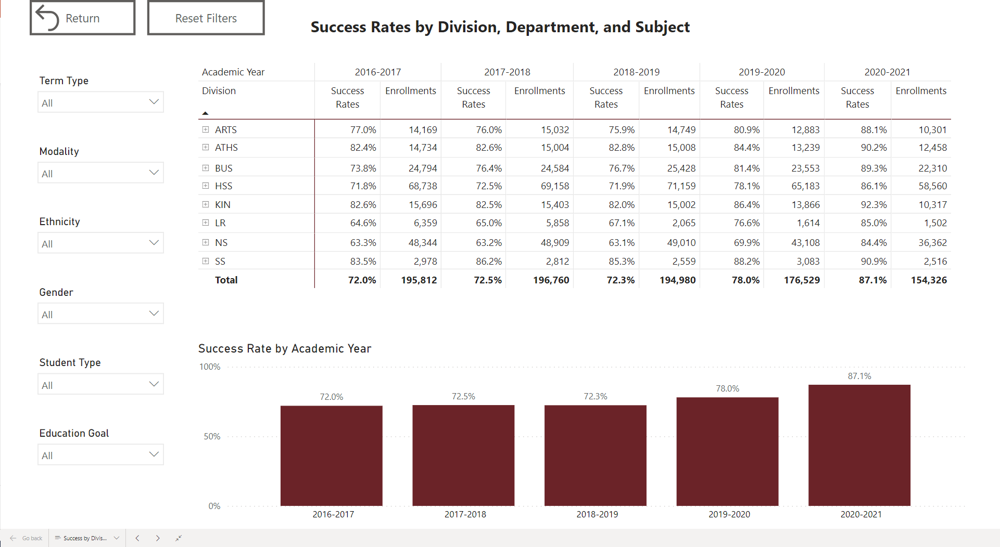 Return
Reset Filters
Success Rates by Division, Department, and Subject
Term Type
All
Modality
All
Ethnicity
All
Gender
All
Student Type
All
Education Goal
All
Academic Year 2016-2017 2017-2018 2018-2019 2019-2020 2020-2021
Division Success Rates Enrollments Success Rates Enrollments Success Rates Enrollments Success Rates Enrollments Success Rates Enrollments
ARTS 77.0% 14,169 76.0% 15,032 75.9% 14,749 80.9% 12,883 88.1% 10,301
ATHS 82.4% 14,734 82.6% 15,004 82.8% 15,008 84.4% 13,239 90.2% 12,458
BUS 73.8% 24,794 76.4% 24,584 76.7% 25,428 81.4% 23,553 89.3% 22,310
HSS 71.8% 68,738 72.5% 69,158 71.9% 71,159 78.1% 65,183 86.1% 58,560
KIN 82.6% 15,696 82.5% 15,403 82.0% 15,002 86.4% 13,866 92.3% 10,317
LR 64.6% 6,359 65.0% 5,858 67.1% 2,065 76.6% 1,614 85.0% 1,502
NS 63.3% 48,344 63.2% 48,909 63.1% 49,010 69.9% 43,108 84.4% 36,362
SS 83.5% 2,978 86.2% 2,812 85.3% 2,559 88.2% 3,083 90.9% 2,516
Total 72.0% 195,812 72.5% 196,760 72.3% 194,980 78.0% 176,529 87.1% 154,326
Success Rate by Academic Year
100%
50%
0%
72.0% 72.5% 72.3% 78.0% 87.1%
2016-2017 2017-2018 2018-2019 2019-2020 2020-2021
Go back
Success by Divis...